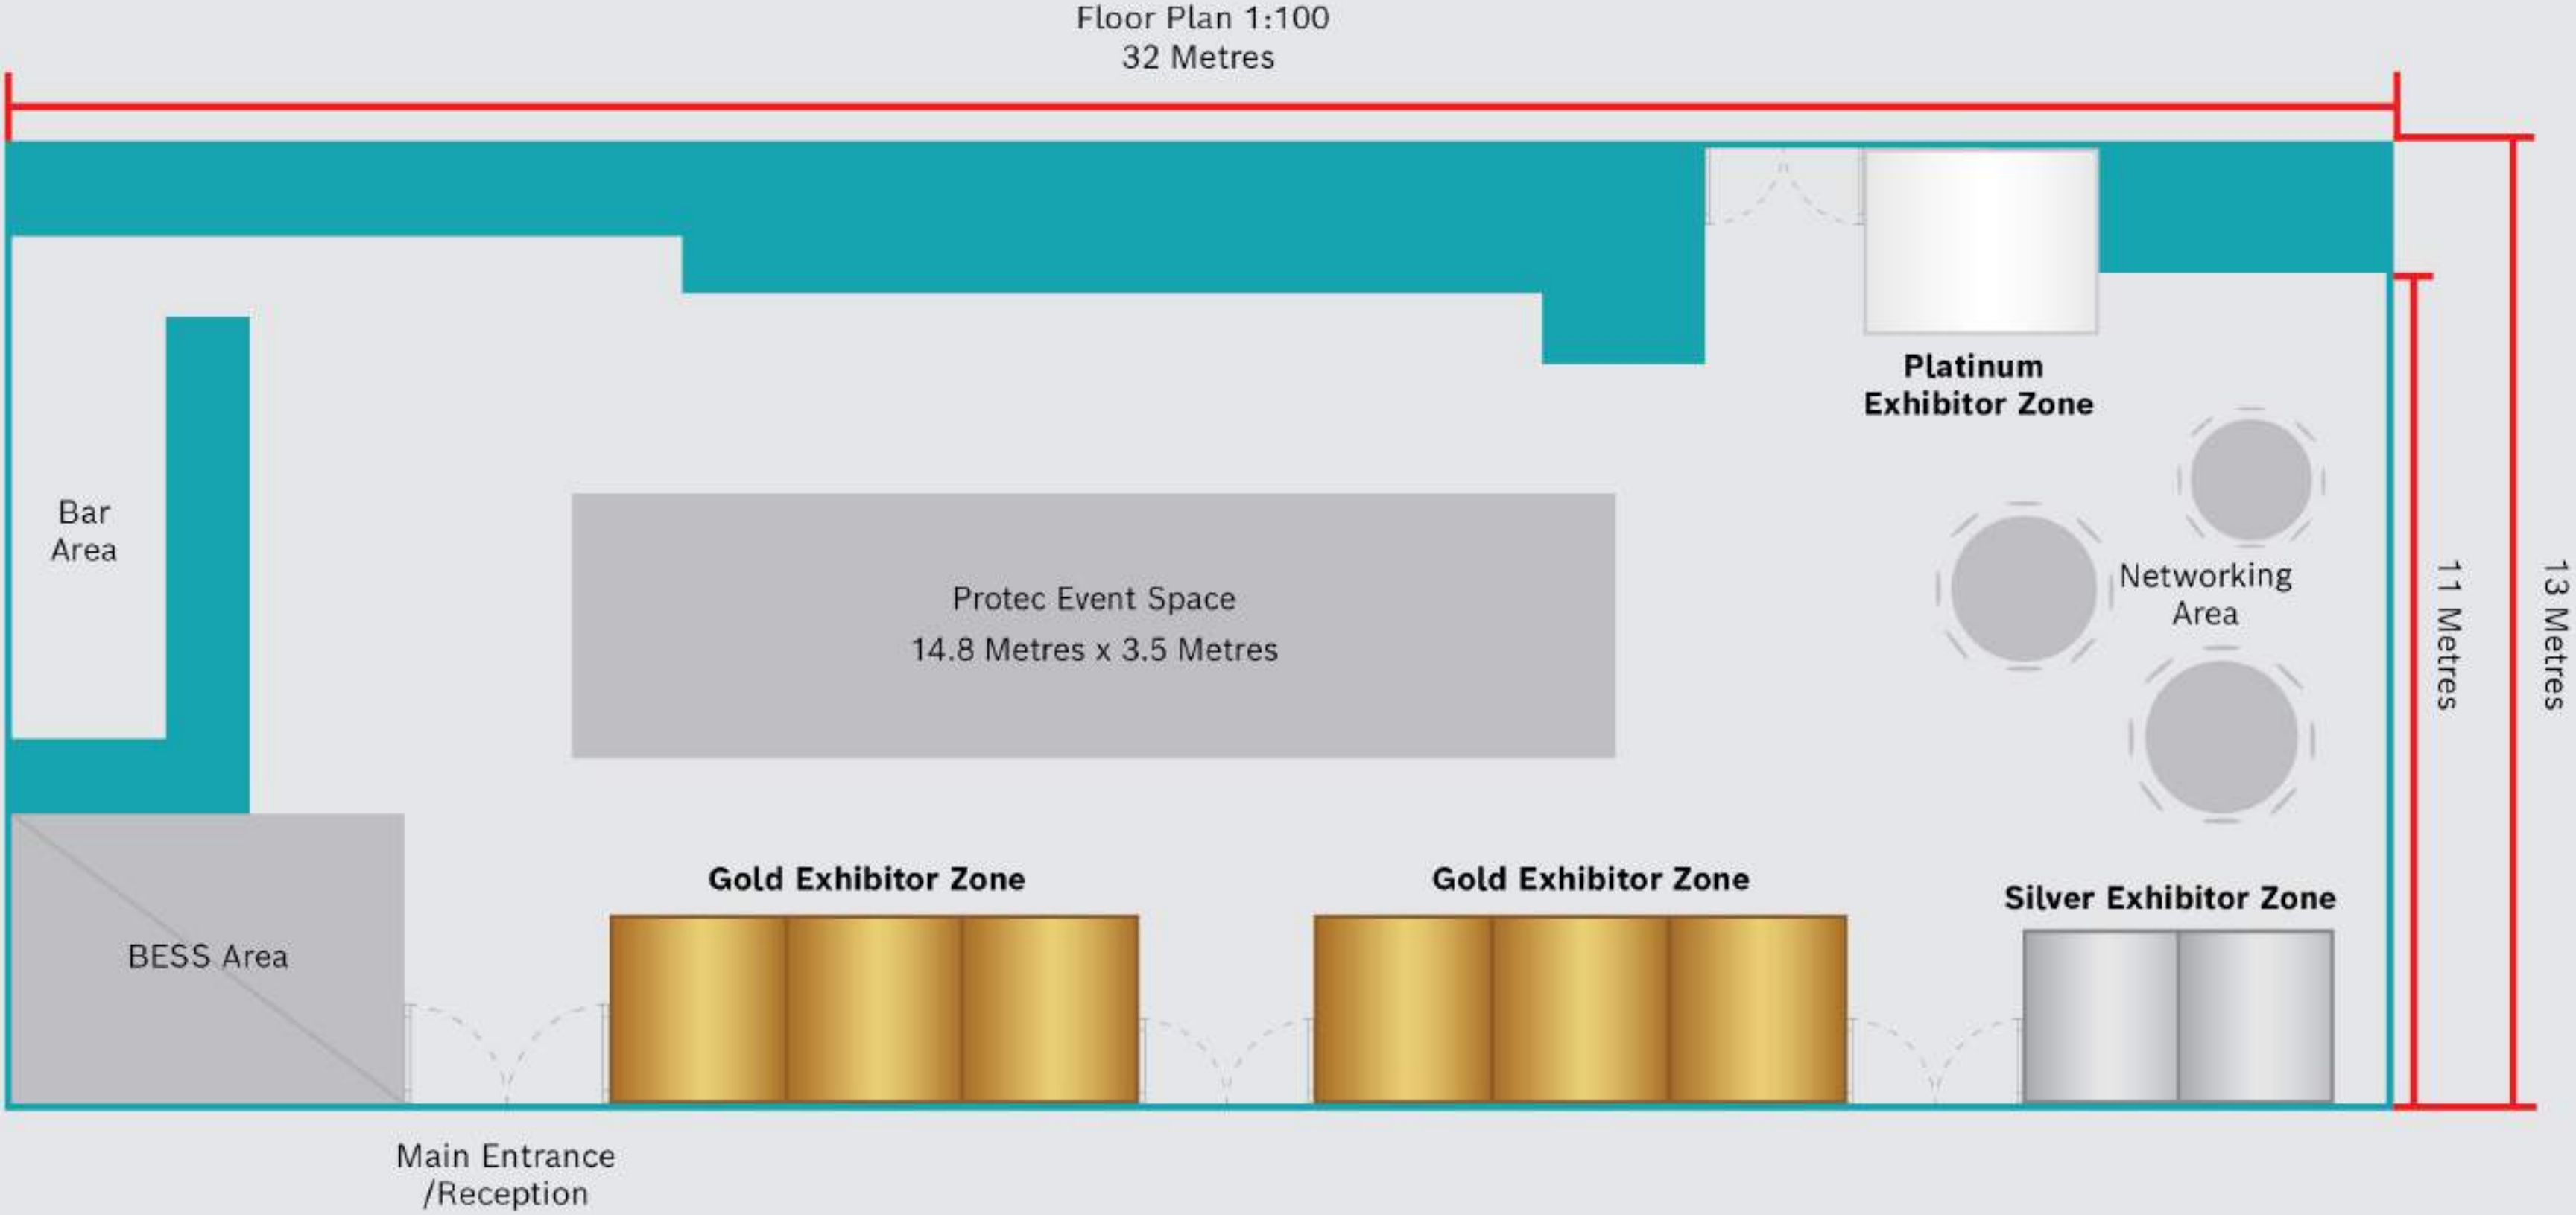 Floor Plan 1:100
32 Metres
Platinum
Exhibitor Zone
Bar
Area
Protec Event Space
14.8 Metres x 3.5 Metres
Networking
Area
11 Metres
13 Metres
Gold Exhibitor Zone
Gold Exhibitor Zone
Silver Exhibitor Zone
BESS Area
Main Entrance
/Reception